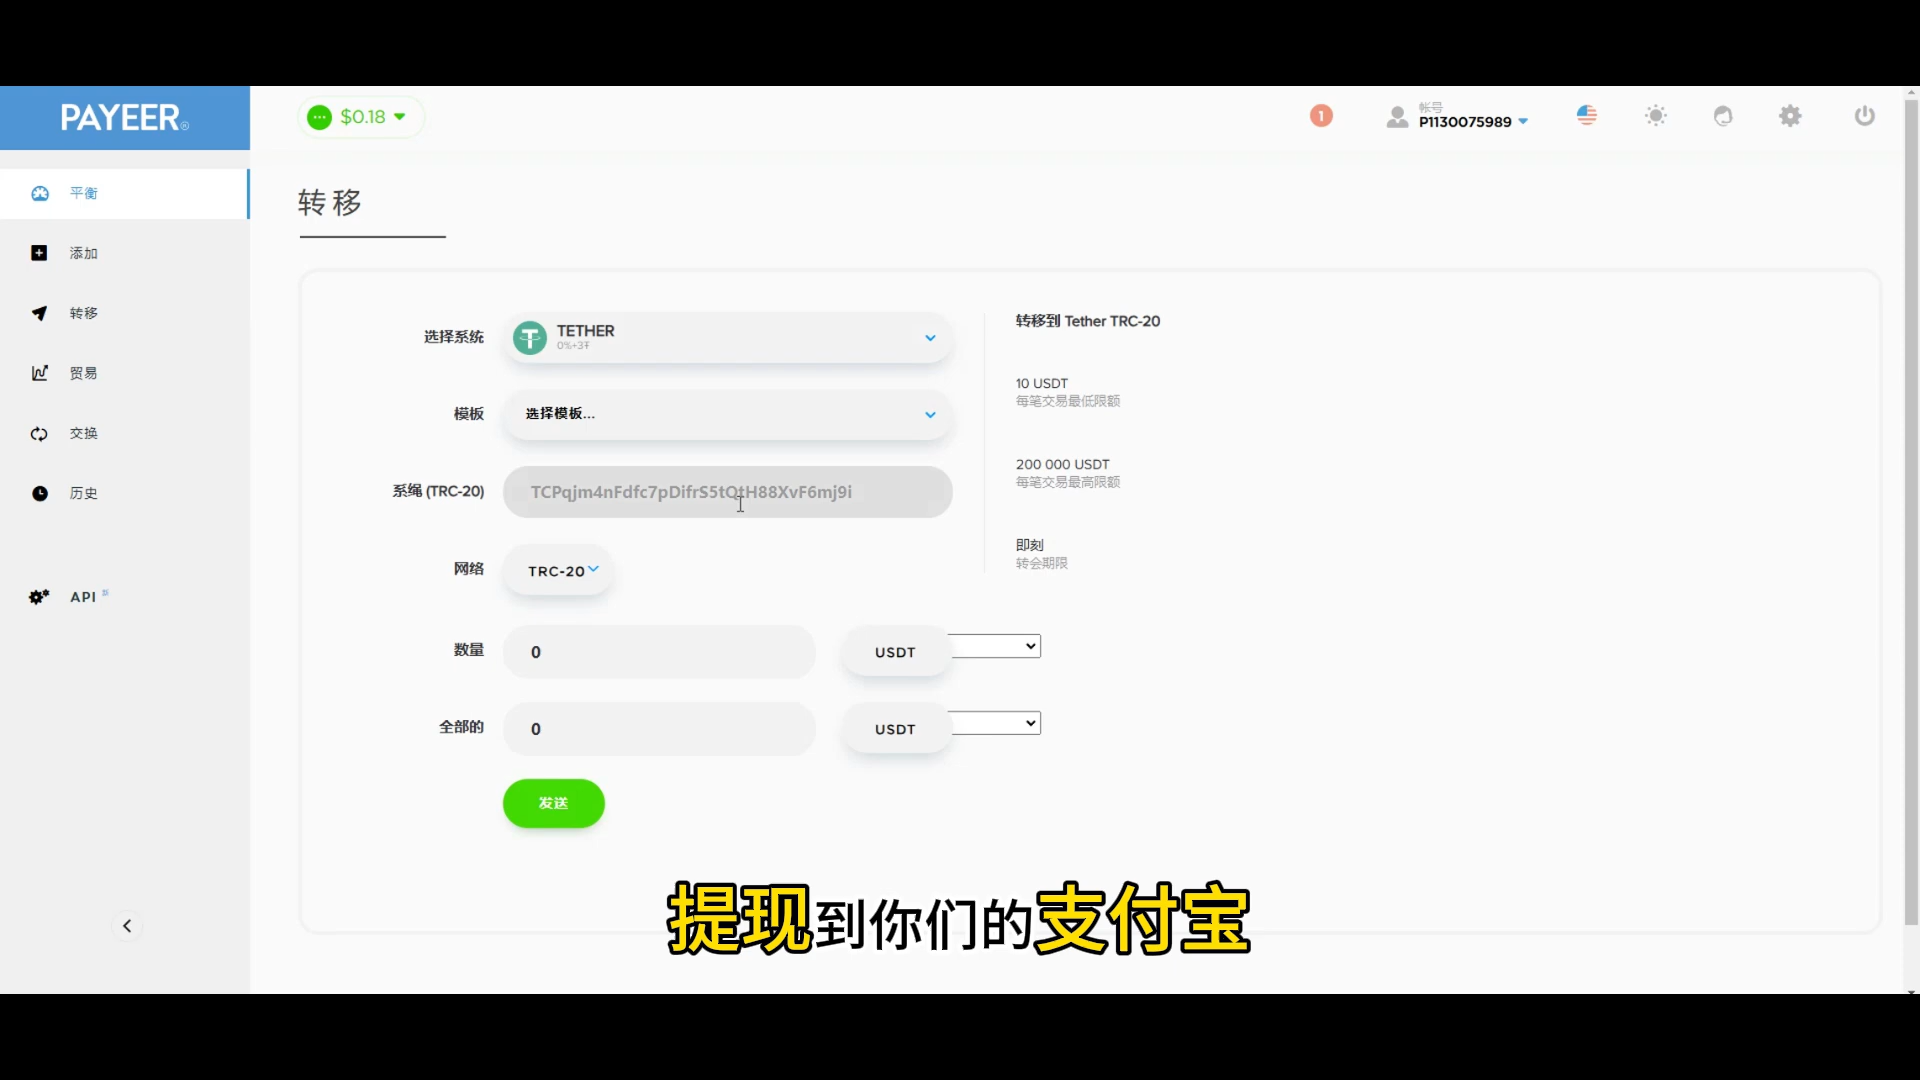 PAYEER®
$0.18
1
帐号
P1130075989
平衡
添加
转移
贸易
交换
历史
API 新
转移
选择系统
TETHER
0%+3₮
模板
选择模板...
系绳 (TRC-20)
TCPqjm4nFdfc7pDifrS5tQtH88XvF6mj9i
网络
TRC-20
数量
0
USDT
全部的
0
USDT
发送
转移到 Tether TRC-20
10 USDT
每笔交易最低限额
200 000 USDT
每笔交易最高限额
即刻
转会期限
提现到你们的支付宝